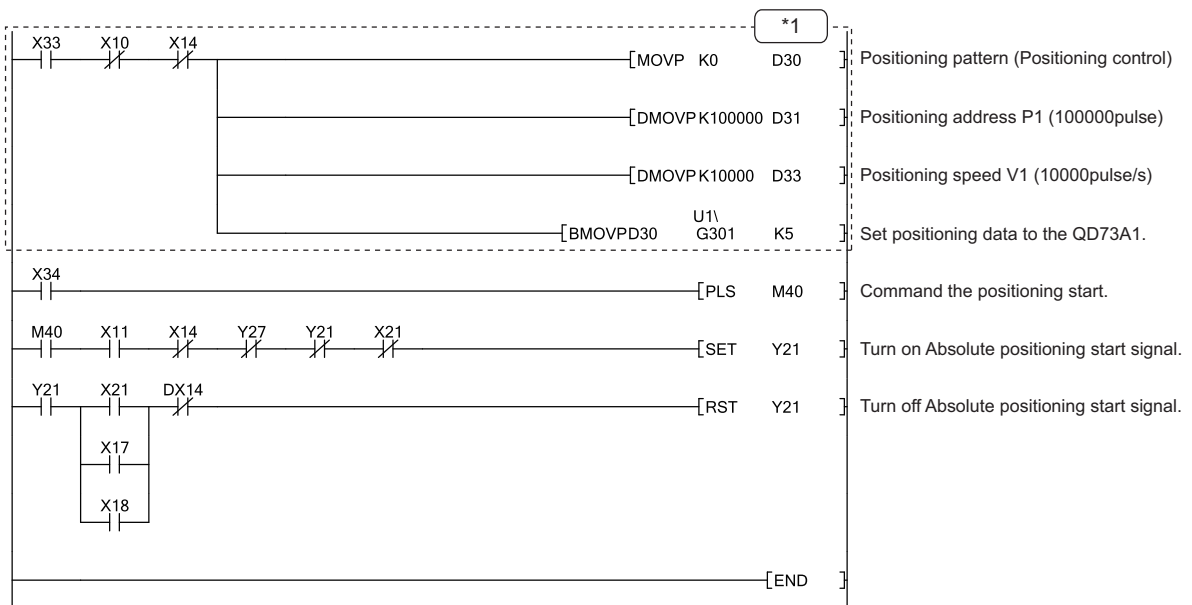 *1
X33 X10 X14
MOVP K0 D30 Positioning pattern (Positioning control)
DMOVP K100000 D31 Positioning address P1 (100000pulse)
DMOVP K10000 D33 Positioning speed V1 (10000pulse/s)
U1\
BMOVP D30 G301 K5 Set positioning data to the QD73A1.
X34
PLS M40 Command the positioning start.
M40 X11 X14 Y27 Y21 X21
SET Y21 Turn on Absolute positioning start signal.
Y21 X21 DX14
RST Y21 Turn off Absolute positioning start signal.
X17
X18
END